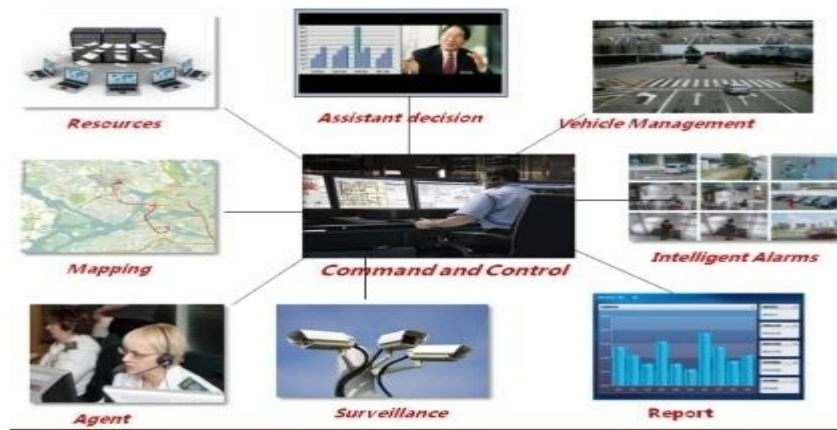 Resources
Assistant decision
Vehicle Management
Mapping
Command and Control
Intelligent Alarms
Agent
Surveillance
Report